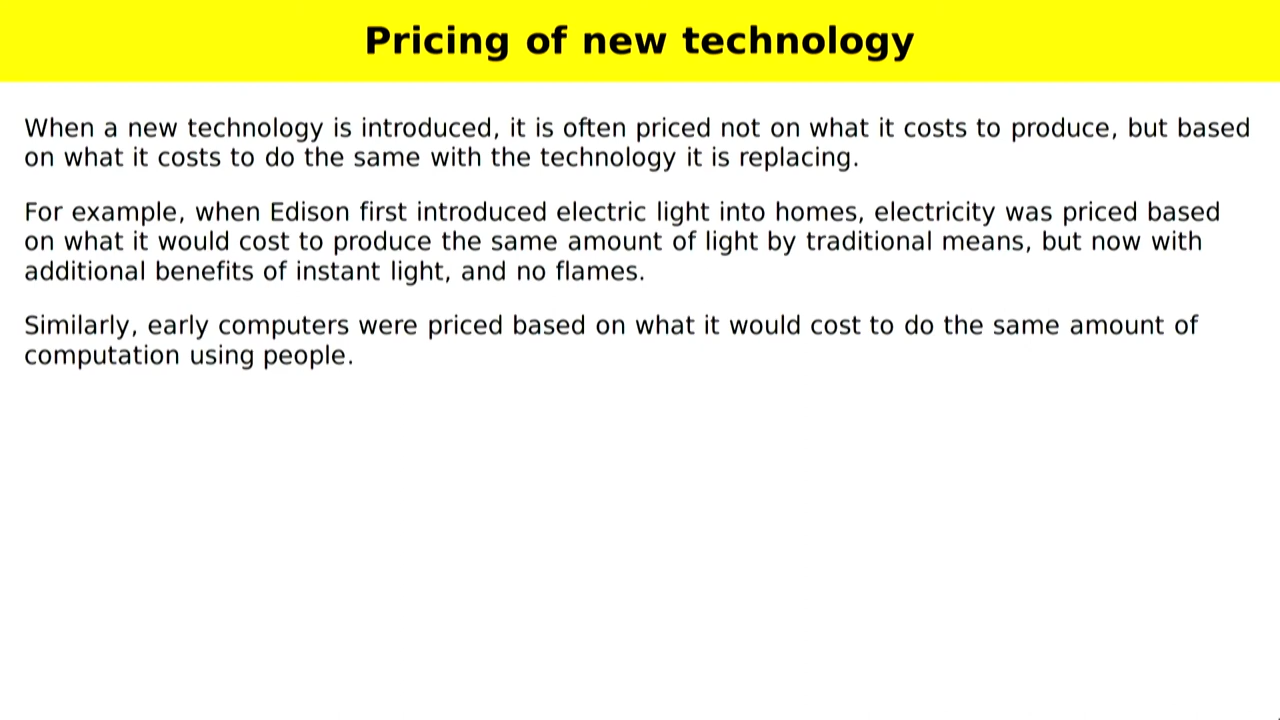 Pricing of new technology
When a new technology is introduced, it is often priced not on what it costs to produce, but based
on what it costs to do the same with the technology it is replacing.
For example, when Edison first introduced electric light into homes, electricity was priced based
on what it would cost to produce the same amount of light by traditional means, but now with
additional benefits of instant light, and no flames.
Similarly, early computers were priced based on what it would cost to do the same amount of
computation using people.